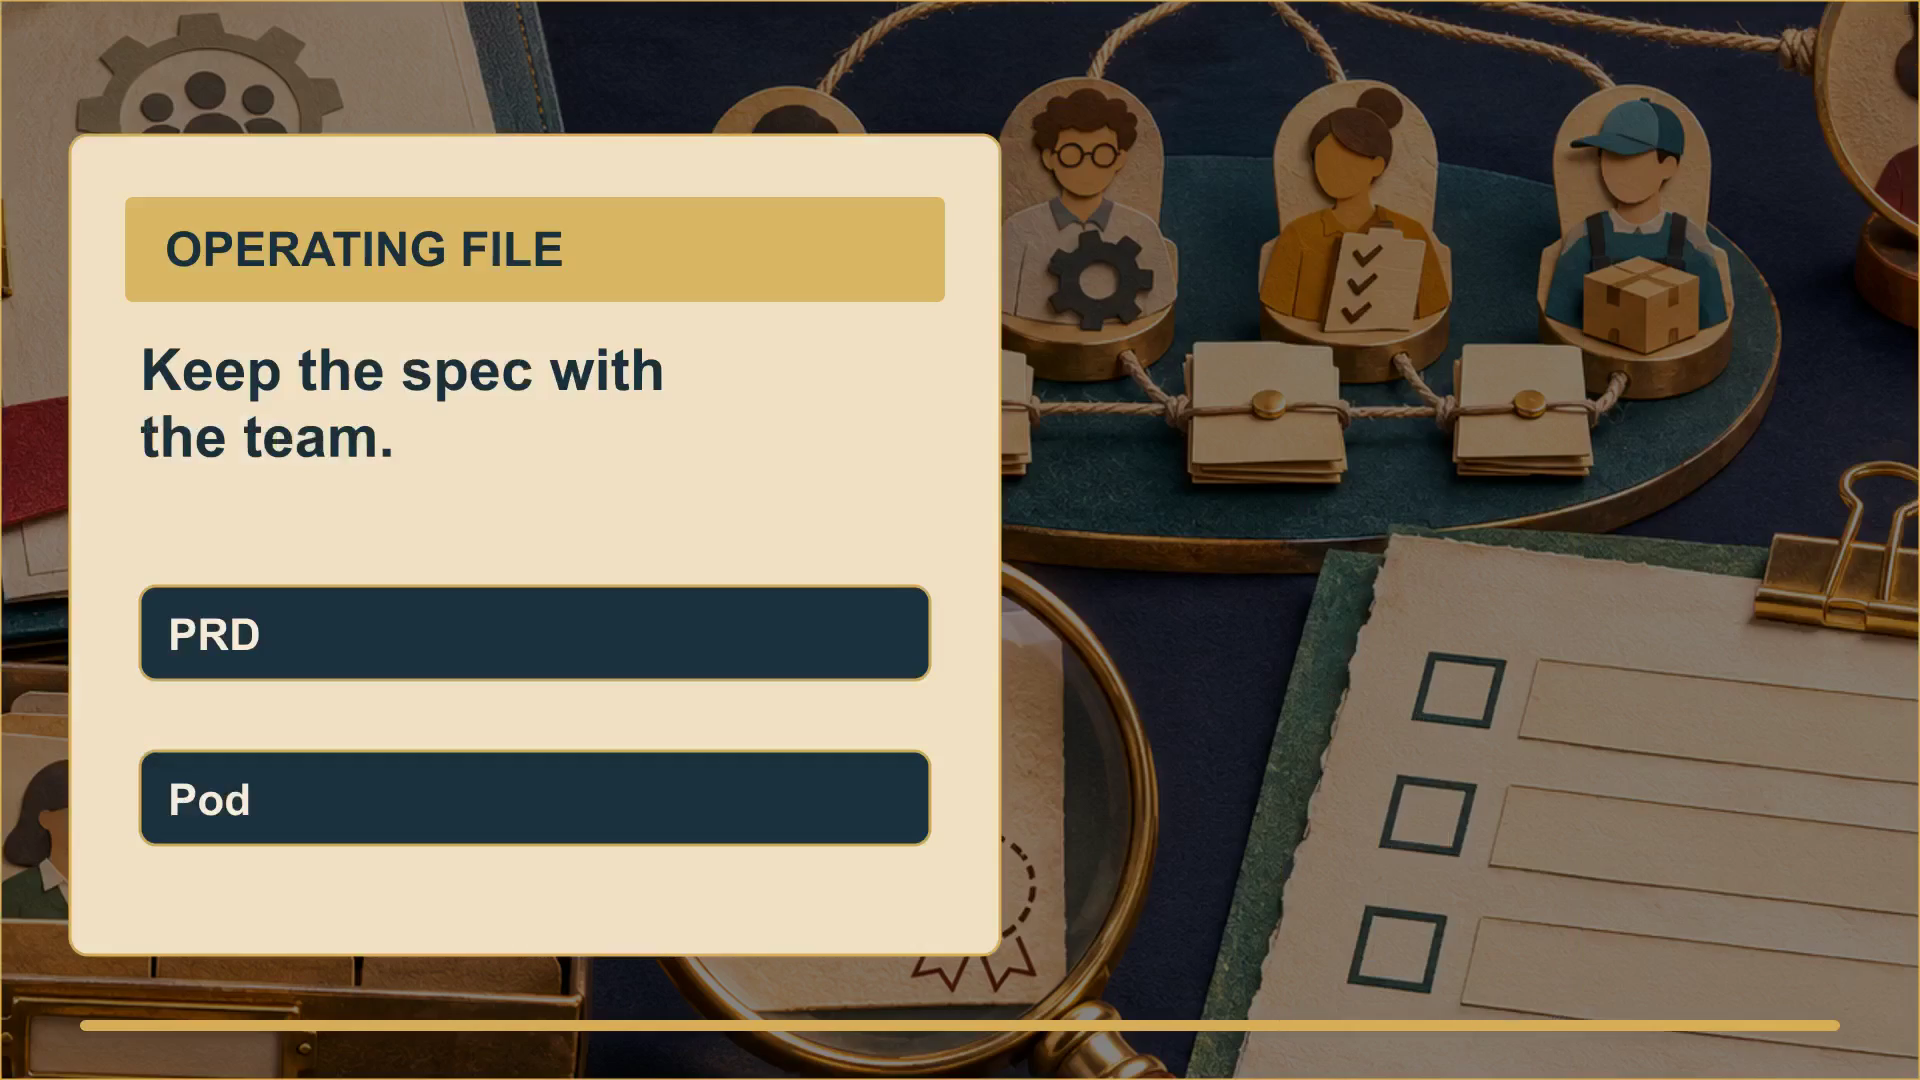 OPERATING FILE
Keep the spec with
the team.
PRD
Pod